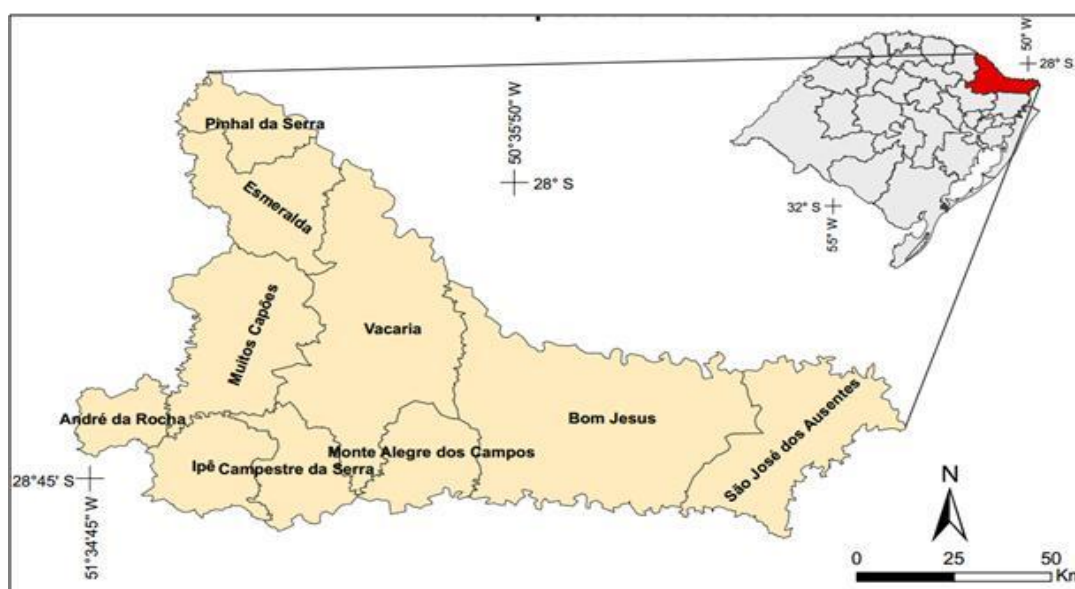 50° W
28° S
50°35'50" W
28° S
Pinhal da Serra
Esmeralda
32° S
55° W
Muitos Capões
Vacaria
André da Rocha
Bom Jesus
São José dos Ausentes
Monte Alegre dos Campos
Ipê
Campestre da Serra
28°45' S
51°34'45" W
N
0 25 50
Km